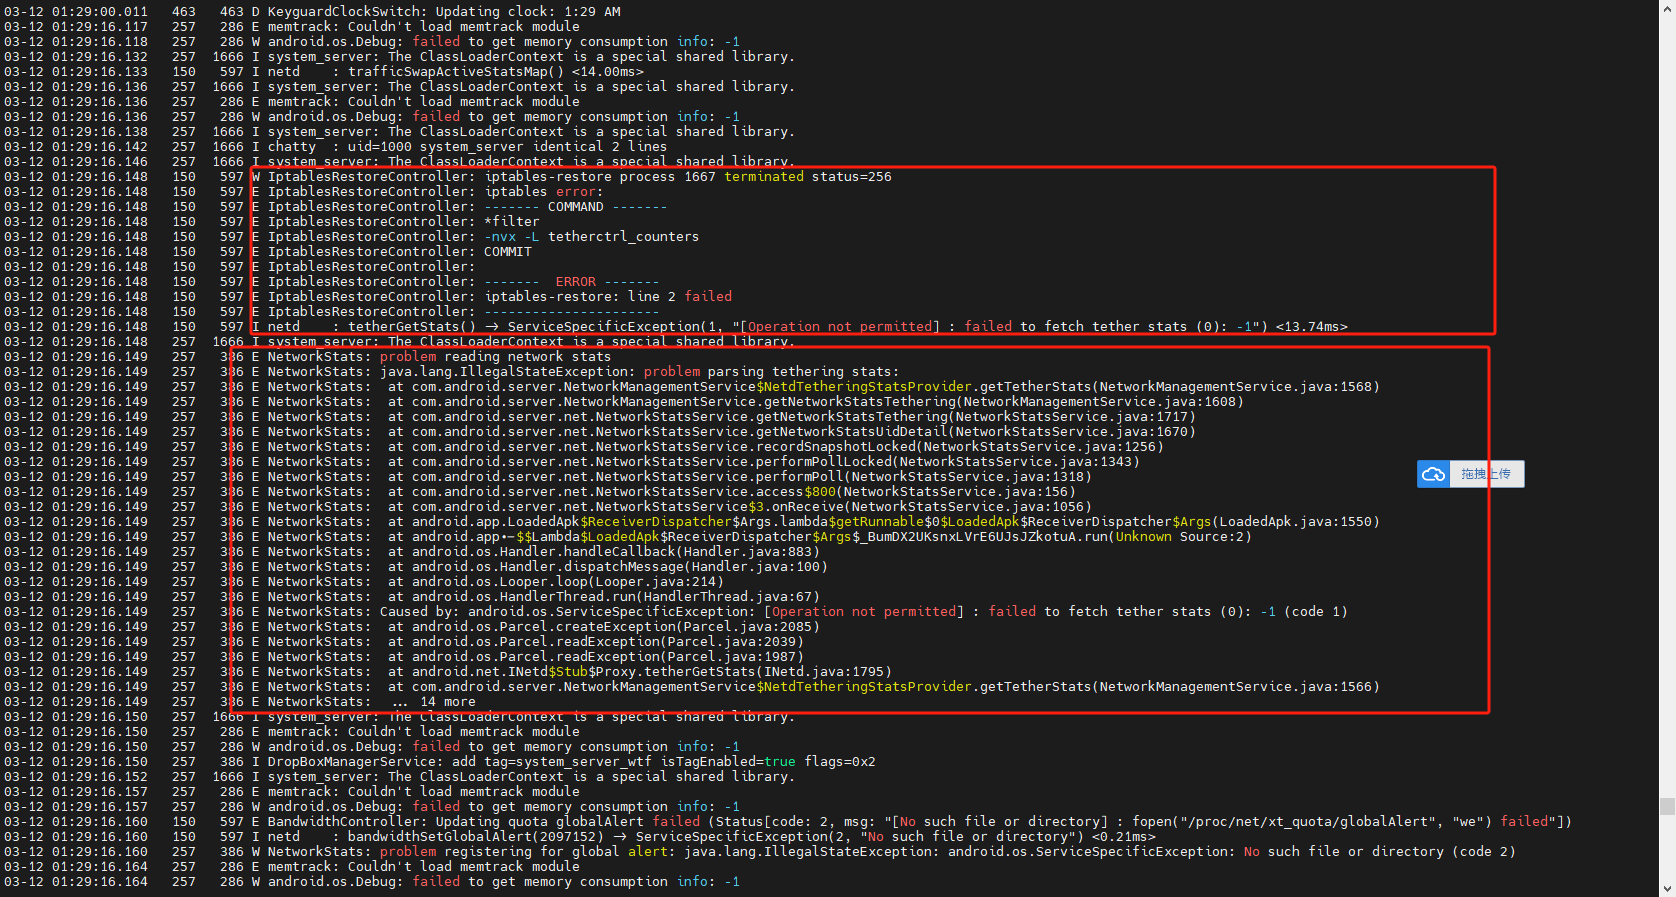 03-12 01:29:00.011   463   463 D KeyguardClockSwitch: Updating clock: 1:29 AM
03-12 01:29:16.117   257   286 E memtrack: Couldn't load memtrack module
03-12 01:29:16.118   257   286 W android.os.Debug: failed to get memory consumption info: -1
03-12 01:29:16.132   257  1666 I system_server: The ClassLoaderContext is a special shared library.
03-12 01:29:16.133   150   597 I netd    : trafficSwapActiveStatsMap() <14.00ms>
03-12 01:29:16.136   257  1666 I system_server: The ClassLoaderContext is a special shared library.
03-12 01:29:16.136   257   286 E memtrack: Couldn't load memtrack module
03-12 01:29:16.136   257   286 W android.os.Debug: failed to get memory consumption info: -1
03-12 01:29:16.138   257  1666 I system_server: The ClassLoaderContext is a special shared library.
03-12 01:29:16.142   257  1666 I chatty  : uid=1000 system_server identical 2 lines
03-12 01:29:16.146   257  1666 I system_server: The ClassLoaderContext is a special shared library.
03-12 01:29:16.148   150   597 W IptablesRestoreController: iptables-restore process 1667 terminated status=256
03-12 01:29:16.148   150   597 E IptablesRestoreController: iptables error:
03-12 01:29:16.148   150   597 E IptablesRestoreController: ------- COMMAND -------
03-12 01:29:16.148   150   597 E IptablesRestoreController: *filter
03-12 01:29:16.148   150   597 E IptablesRestoreController: -nvx -L tetherctrl_counters
03-12 01:29:16.148   150   597 E IptablesRestoreController: COMMIT
03-12 01:29:16.148   150   597 E IptablesRestoreController:
03-12 01:29:16.148   150   597 E IptablesRestoreController: -------  ERROR -------
03-12 01:29:16.148   150   597 E IptablesRestoreController: iptables-restore: line 2 failed
03-12 01:29:16.148   150   597 E IptablesRestoreController: ----------------------
03-12 01:29:16.148   150   597 I netd    : tetherGetStats() -> ServiceSpecificException(1, "[Operation not permitted] : failed to fetch tether stats (0): -1") <13.74ms>
03-12 01:29:16.148   257  1666 I system_server: The ClassLoaderContext is a special shared library.
03-12 01:29:16.149   257   386 E NetworkStats: problem reading network stats
03-12 01:29:16.149   257   386 E NetworkStats: java.lang.IllegalStateException: problem parsing tethering stats:
03-12 01:29:16.149   257   386 E NetworkStats:  at com.android.server.NetworkManagementService$NetdTetheringStatsProvider.getTetherStats(NetworkManagementService.java:1568)
03-12 01:29:16.149   257   386 E NetworkStats:  at com.android.server.NetworkManagementService.getNetworkStatsTethering(NetworkManagementService.java:1608)
03-12 01:29:16.149   257   386 E NetworkStats:  at com.android.server.net.NetworkStatsService.getNetworkStatsTethering(NetworkStatsService.java:1717)
03-12 01:29:16.149   257   386 E NetworkStats:  at com.android.server.net.NetworkStatsService.getNetworkStatsUidDetail(NetworkStatsService.java:1670)
03-12 01:29:16.149   257   386 E NetworkStats:  at com.android.server.net.NetworkStatsService.recordSnapshotLocked(NetworkStatsService.java:1256)
03-12 01:29:16.149   257   386 E NetworkStats:  at com.android.server.net.NetworkStatsService.performPollLocked(NetworkStatsService.java:1343)
03-12 01:29:16.149   257   386 E NetworkStats:  at com.android.server.net.NetworkStatsService.performPoll(NetworkStatsService.java:1318)
拖拽上传
03-12 01:29:16.149   257   386 E NetworkStats:  at com.android.server.net.NetworkStatsService.access$800(NetworkStatsService.java:156)
03-12 01:29:16.149   257   386 E NetworkStats:  at com.android.server.net.NetworkStatsService$3.onReceive(NetworkStatsService.java:1056)
03-12 01:29:16.149   257   386 E NetworkStats:  at android.app.LoadedApk$ReceiverDispatcher$Args.lambda$getRunnable$0$LoadedApk$ReceiverDispatcher$Args(LoadedApk.java:1550)
03-12 01:29:16.149   257   386 E NetworkStats:  at android.app.-$$Lambda$LoadedApk$ReceiverDispatcher$Args$_BumDX2UKsnxLVrE6UJsJZkotuA.run(Unknown Source:2)
03-12 01:29:16.149   257   386 E NetworkStats:  at android.os.Handler.handleCallback(Handler.java:883)
03-12 01:29:16.149   257   386 E NetworkStats:  at android.os.Handler.dispatchMessage(Handler.java:100)
03-12 01:29:16.149   257   386 E NetworkStats:  at android.os.Looper.loop(Looper.java:214)
03-12 01:29:16.149   257   386 E NetworkStats:  at android.os.HandlerThread.run(HandlerThread.java:67)
03-12 01:29:16.149   257   386 E NetworkStats: Caused by: android.os.ServiceSpecificException: [Operation not permitted] : failed to fetch tether stats (0): -1 (code 1)
03-12 01:29:16.149   257   386 E NetworkStats:  at android.os.Parcel.createException(Parcel.java:2085)
03-12 01:29:16.149   257   386 E NetworkStats:  at android.os.Parcel.readException(Parcel.java:2039)
03-12 01:29:16.149   257   386 E NetworkStats:  at android.os.Parcel.readException(Parcel.java:1987)
03-12 01:29:16.149   257   386 E NetworkStats:  at android.net.INetd$Stub$Proxy.tetherGetStats(INetd.java:1795)
03-12 01:29:16.149   257   386 E NetworkStats:  at com.android.server.NetworkManagementService$NetdTetheringStatsProvider.getTetherStats(NetworkManagementService.java:1566)
03-12 01:29:16.149   257   386 E NetworkStats:  ... 14 more
03-12 01:29:16.150   257  1666 I system_server: The ClassLoaderContext is a special shared library.
03-12 01:29:16.150   257   286 E memtrack: Couldn't load memtrack module
03-12 01:29:16.150   257   286 W android.os.Debug: failed to get memory consumption info: -1
03-12 01:29:16.150   257   386 I DropBoxManagerService: add tag=system_server_wtf isTagEnabled=true flags=0x2
03-12 01:29:16.152   257  1666 I system_server: The ClassLoaderContext is a special shared library.
03-12 01:29:16.157   257   286 E memtrack: Couldn't load memtrack module
03-12 01:29:16.157   257   286 W android.os.Debug: failed to get memory consumption info: -1
03-12 01:29:16.160   150   597 E BandwidthController: Updating quota globalAlert failed (Status[code: 2, msg: "[No such file or directory] : fopen("/proc/net/xt_quota/globalAlert", "we") failed"])
03-12 01:29:16.160   150   597 I netd    : bandwidthSetGlobalAlert(2097152) -> ServiceSpecificException(2, "No such file or directory") <0.21ms>
03-12 01:29:16.160   257   386 W NetworkStats: problem registering for global alert: java.lang.IllegalStateException: android.os.ServiceSpecificException: No such file or directory (code 2)
03-12 01:29:16.164   257   286 E memtrack: Couldn't load memtrack module
03-12 01:29:16.164   257   286 W android.os.Debug: failed to get memory consumption info: -1